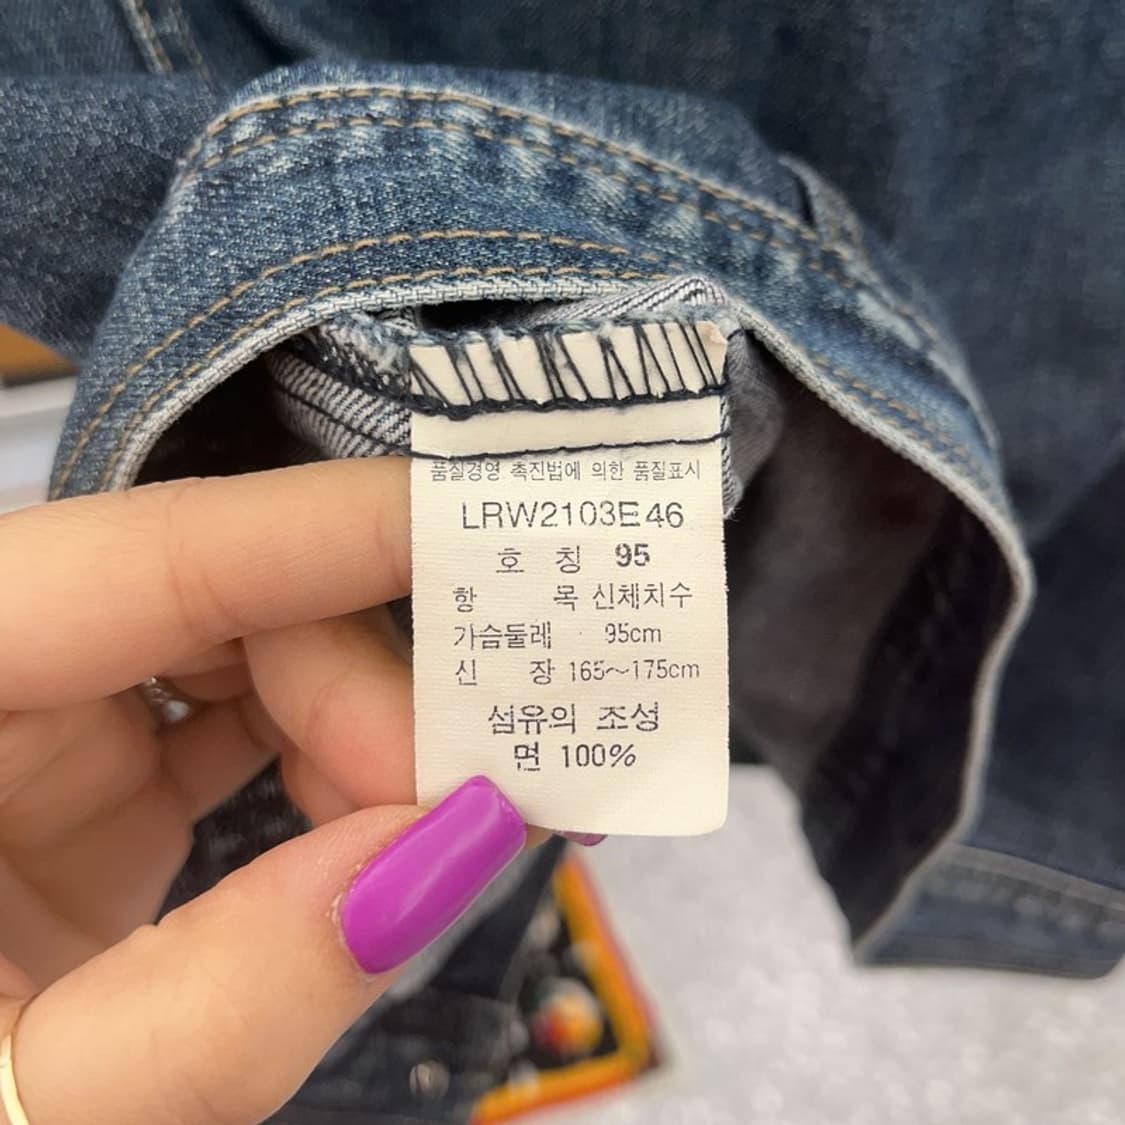 품질경영 촉진법에 의한 품질표시
LRW2103E46
호 칭 95
항 목 신체치수
가슴둘레 95cm
신 장 165~175cm
섬유의 조성
면 100%